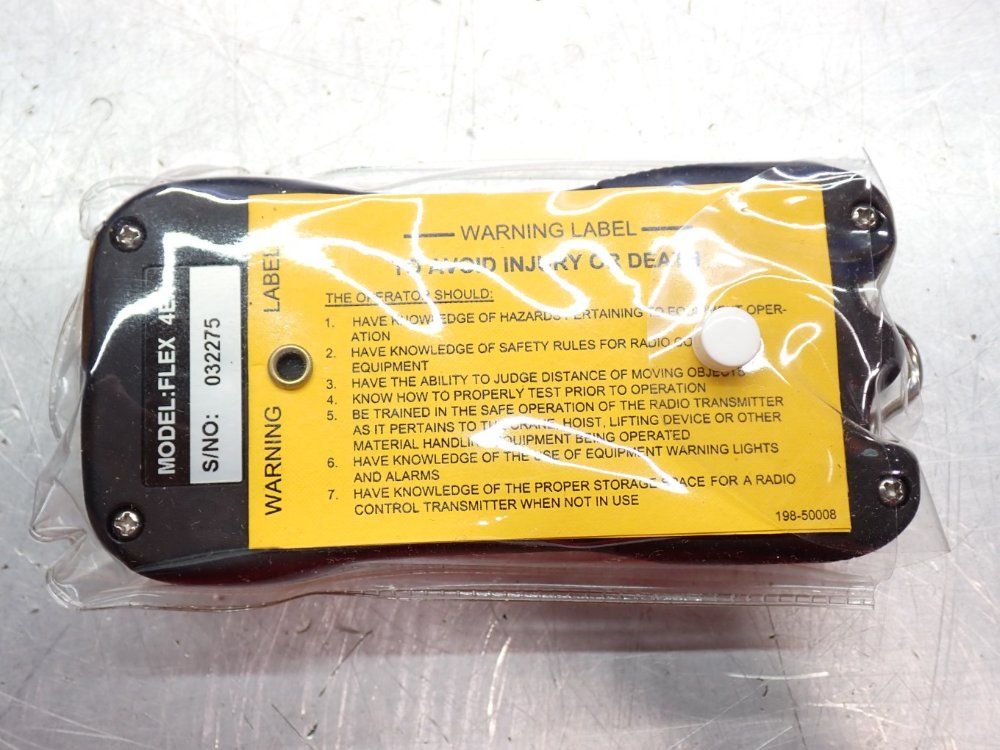 MODEL:FLEX 4E
S/NO: 032275
WARNING LABEL
WARNING LABEL
TO AVOID INJURY OR DEATH
THE OPERATOR SHOULD:
1. HAVE KNOWLEDGE OF HAZARDS PERTAINING TO EQUIPMENT OPER-
ATION
2. HAVE KNOWLEDGE OF SAFETY RULES FOR RADIO
EQUIPMENT
3. HAVE THE ABILITY TO JUDGE DISTANCE OF MOVING OBJECTS
4. KNOW HOW TO PROPERLY TEST PRIOR TO OPERATION
5. BE TRAINED IN THE SAFE OPERATION OF THE RADIO TRANSMITTER
AS IT PERTAINS TO THE CRANE, HOIST, LIFTING DEVICE OR OTHER
MATERIAL HANDLING EQUIPMENT BEING OPERATED
6. HAVE KNOWLEDGE OF THE USE OF EQUIPMENT WARNING LIGHTS
AND ALARMS
7. HAVE KNOWLEDGE OF THE PROPER STORAGE SPACE FOR A RADIO
CONTROL TRANSMITTER WHEN NOT IN USE
198-50008